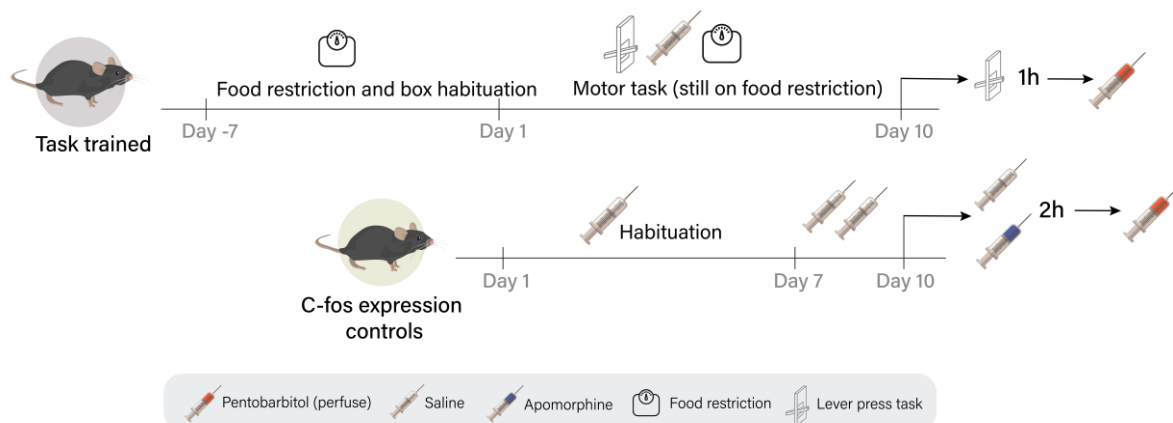 Food restriction and box habituation
Motor task (still on food restriction)
1h
Day -7
Day 1
Day 10
Task trained
Habituation
2h
Day 1
Day 7
Day 10
C-fos expression
controls
Pentobarbitol (perfuse)
Saline
Apomorphine
Food restriction
Lever press task